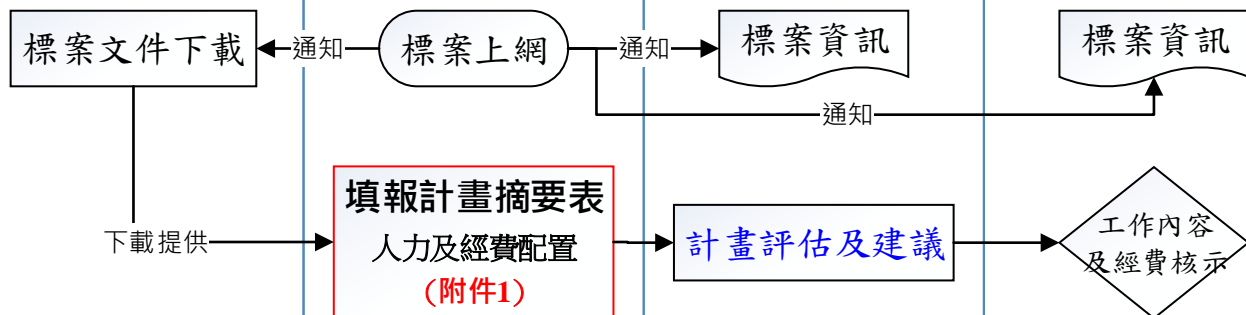 標案文件下載
通知
標案上網
通知
標案資訊
標案資訊
通知
下載提供
填報計畫摘要表
人力及經費配置
(附件1)
計畫評估及建議
工作內容
及經費核示